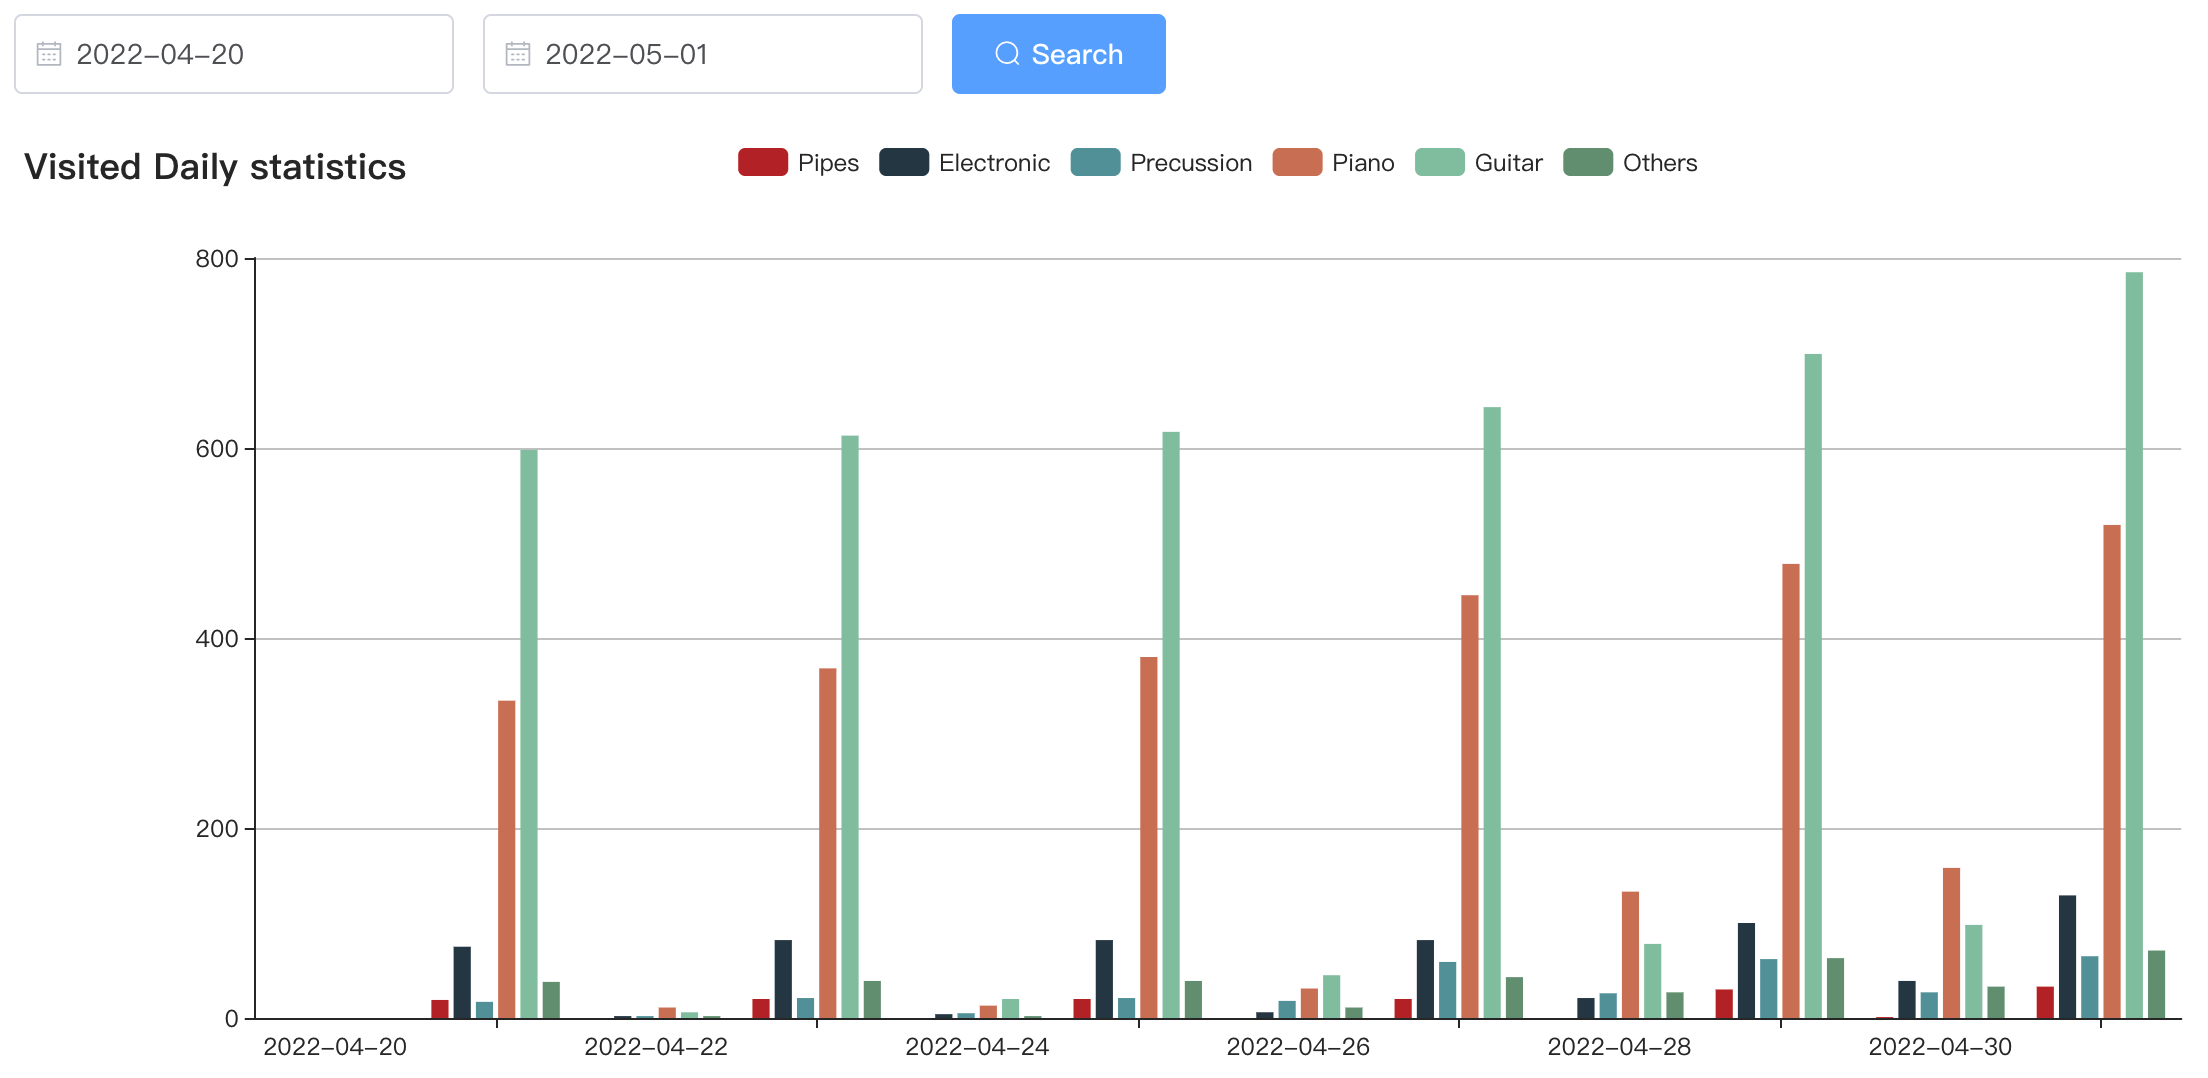 2022-04-20 2022-05-01 Search
Visited Daily statistics Pipes Electronic Precussion Piano Guitar Others
800
600
400
200
0
2022-04-20 2022-04-22 2022-04-24 2022-04-26 2022-04-28 2022-04-30